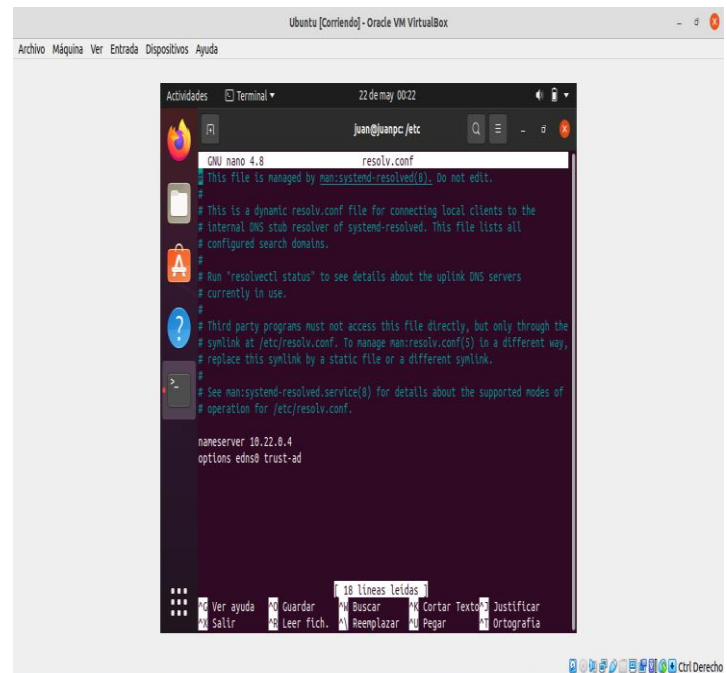 Ubuntu [Corriendo] - Oracle VM VirtualBox
Archivo Máquina Ver Entrada Dispositivos Ayuda
Actividades Terminal 22 de may 00:22
juan@juanpc: /etc
GNU nano 4.8 resolv.conf
# This file is managed by man:systemd-resolved(8). Do not edit.
#
# This is a dynamic resolv.conf file for connecting local clients to the
# internal DNS stub resolver of systemd-resolved. This file lists all
# configured search domains.
#
# Run "resolvectl status" to see details about the uplink DNS servers
# currently in use.
#
# Third party programs must not access this file directly, but only through the
# symlink at /etc/resolv.conf. To manage man:resolv.conf(5) in a different way,
# replace this symlink by a static file or a different symlink.
#
# See man:systemd-resolved.service(8) for details about the supported modes of
# operation for /etc/resolv.conf.
nameserver 10.22.0.4
options edns0 trust-ad
[ 18 líneas leídas ]
^G Ver ayuda ^O Guardar ^W Buscar ^K Cortar Texto ^J Justificar
^X Salir ^R Leer fich. ^\ Reemplazar ^U Pegar ^T Ortografía
Ctrl Derecho